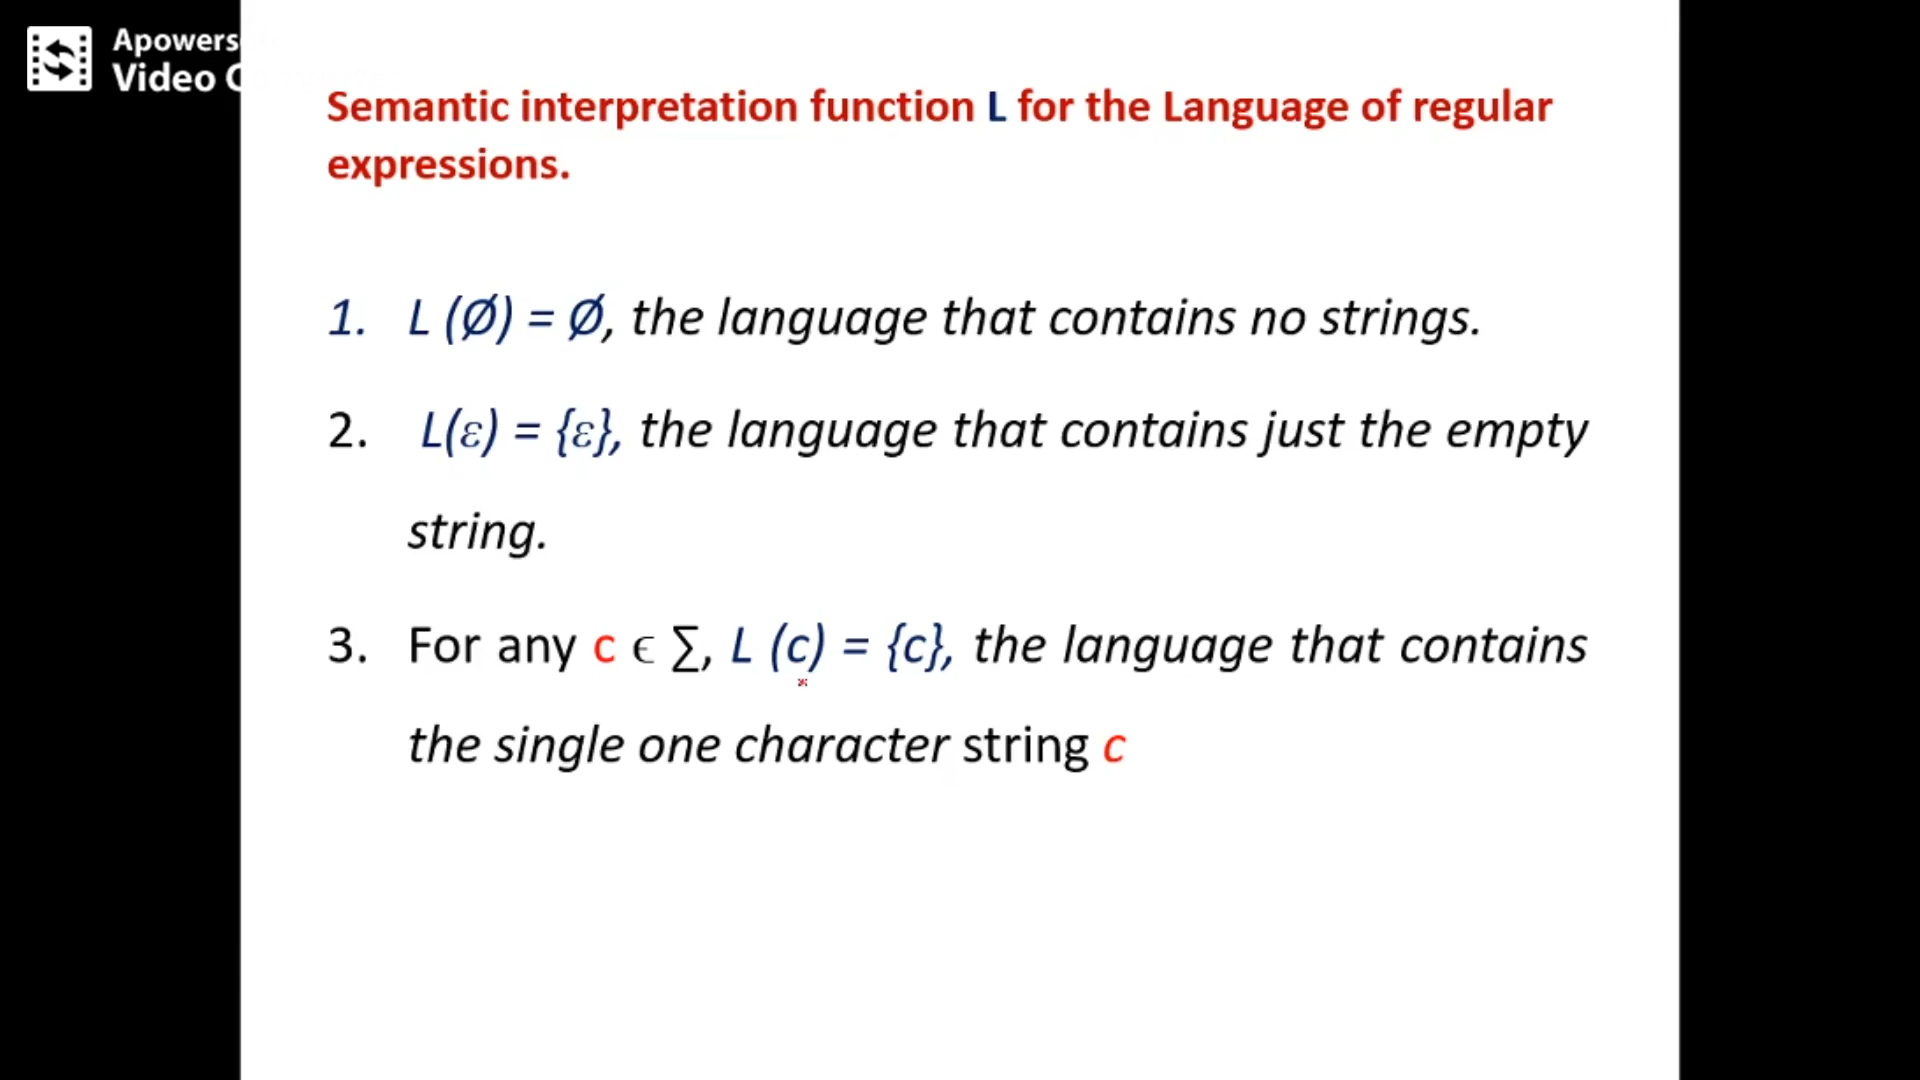 Apowers
Video
Semantic interpretation function L for the Language of regular
expressions.
1. L (Ø) = Ø, the language that contains no strings.
2. L(ε) = {ε}, the language that contains just the empty
string.
3. For any c ϵ ∑, L (c) = {c}, the language that contains
the single one character string c